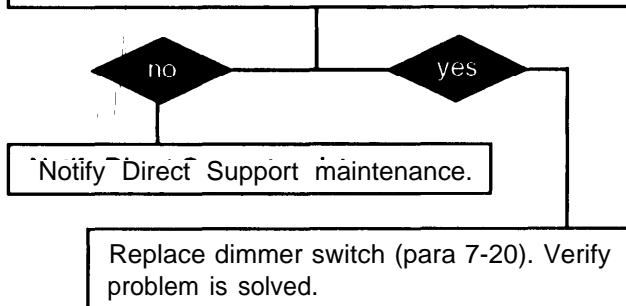 no
yes
Notify Direct Support maintenance.
Replace dimmer switch (para 7-20). Verify
problem is solved.